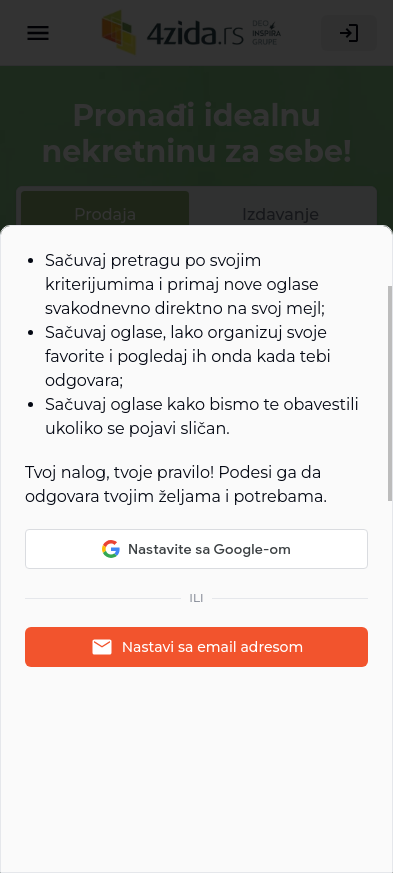 4zida.rs
DEO
INSPIRA
GRUPE
Pronađi idealnu
nekretninu za sebe!
Prodaja
Izdavanje
• Sačuvaj pretragu po svojim
kriterijumima i primaj nove oglase
svakodnevno direktno na svoj mejl;
• Sačuvaj oglase, lako organizuj svoje
favorite i pogledaj ih onda kada tebi
odgovara;
• Sačuvaj oglase kako bismo te obavestili
ukoliko se pojavi sličan.
Tvoj nalog, tvoje pravilo! Podesi ga da
odgovara tvojim željama i potrebama.
Nastavite sa Google-om
ILI
Nastavi sa email adresom